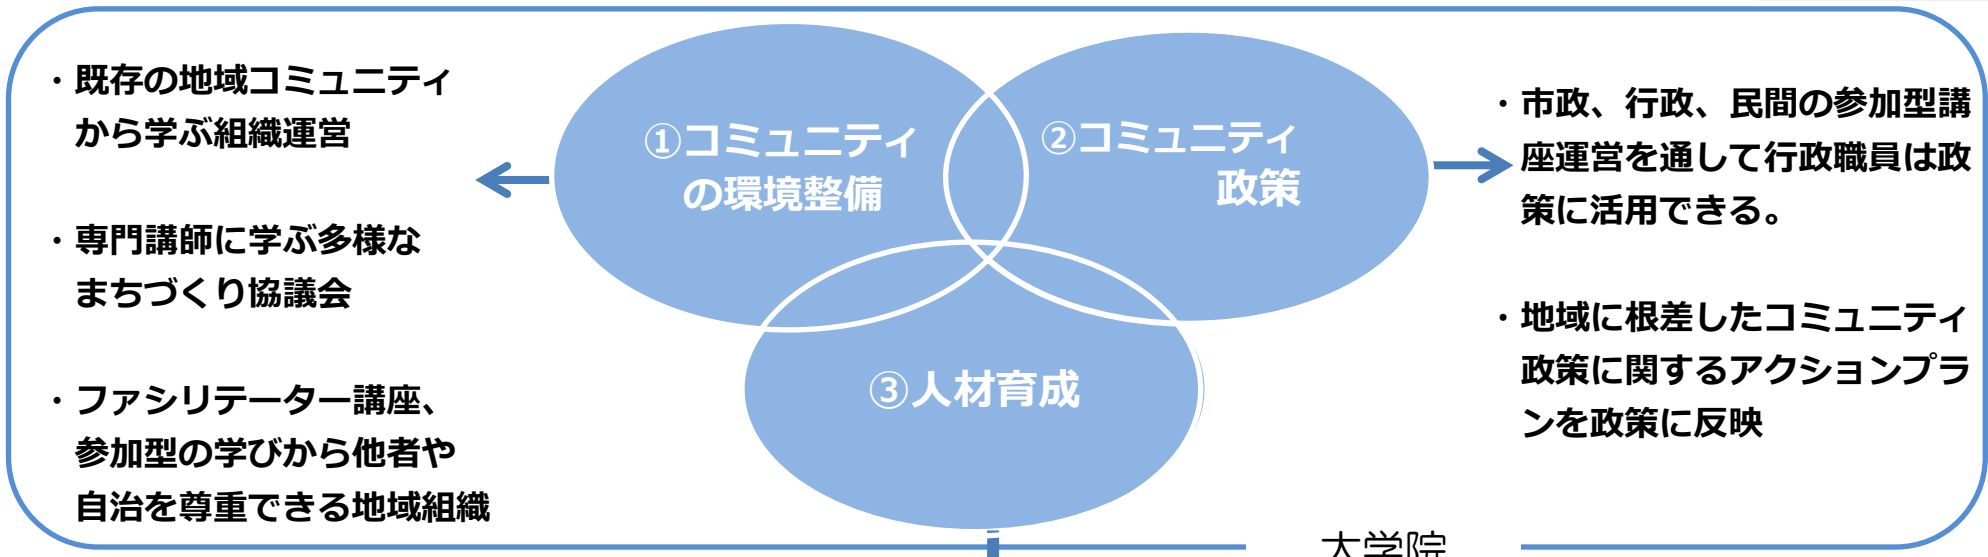 ・既存の地域コミュニティ
から学ぶ組織運営
・専門講師に学ぶ多様な
まちづくり協議会
・ファシリテーター講座、
参加型の学びから他者や
自治を尊重できる地域組織
①コミュニティ
の環境整備
②コミュニティ
政策
③人材育成
・市政、行政、民間の参加型講
座運営を通して行政職員は政
策に活用できる。
・地域に根差したコミュニティ
政策に関するアクションプラ
ンを政策に反映
大学院